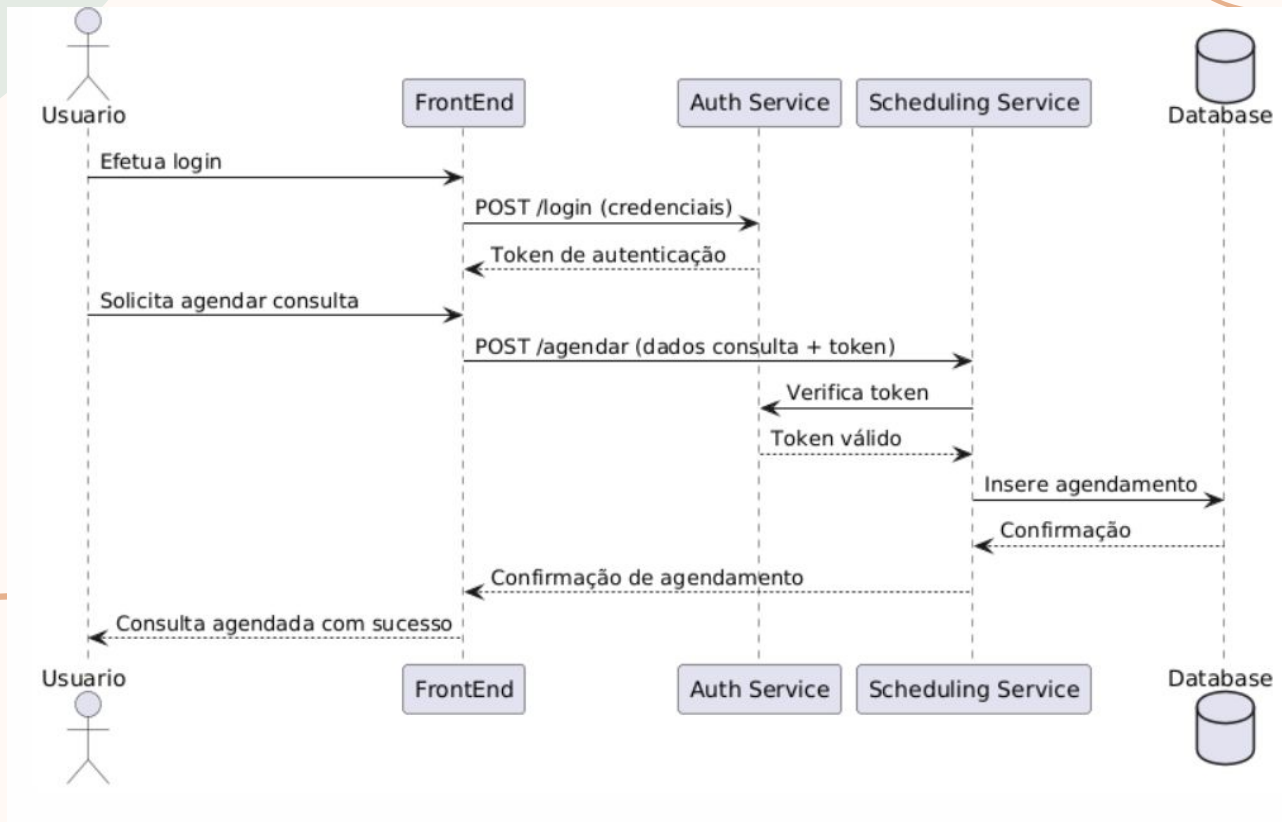 Usuario
FrontEnd
Auth Service
Scheduling Service
Database
Efetua login
POST /login (credenciais)
Token de autenticação
Solicita agendar consulta
POST /agendar (dados consulta + token)
Verifica token
Token válido
Insere agendamento
Confirmação
Confirmação de agendamento
Consulta agendada com sucesso
Usuario
FrontEnd
Auth Service
Scheduling Service
Database